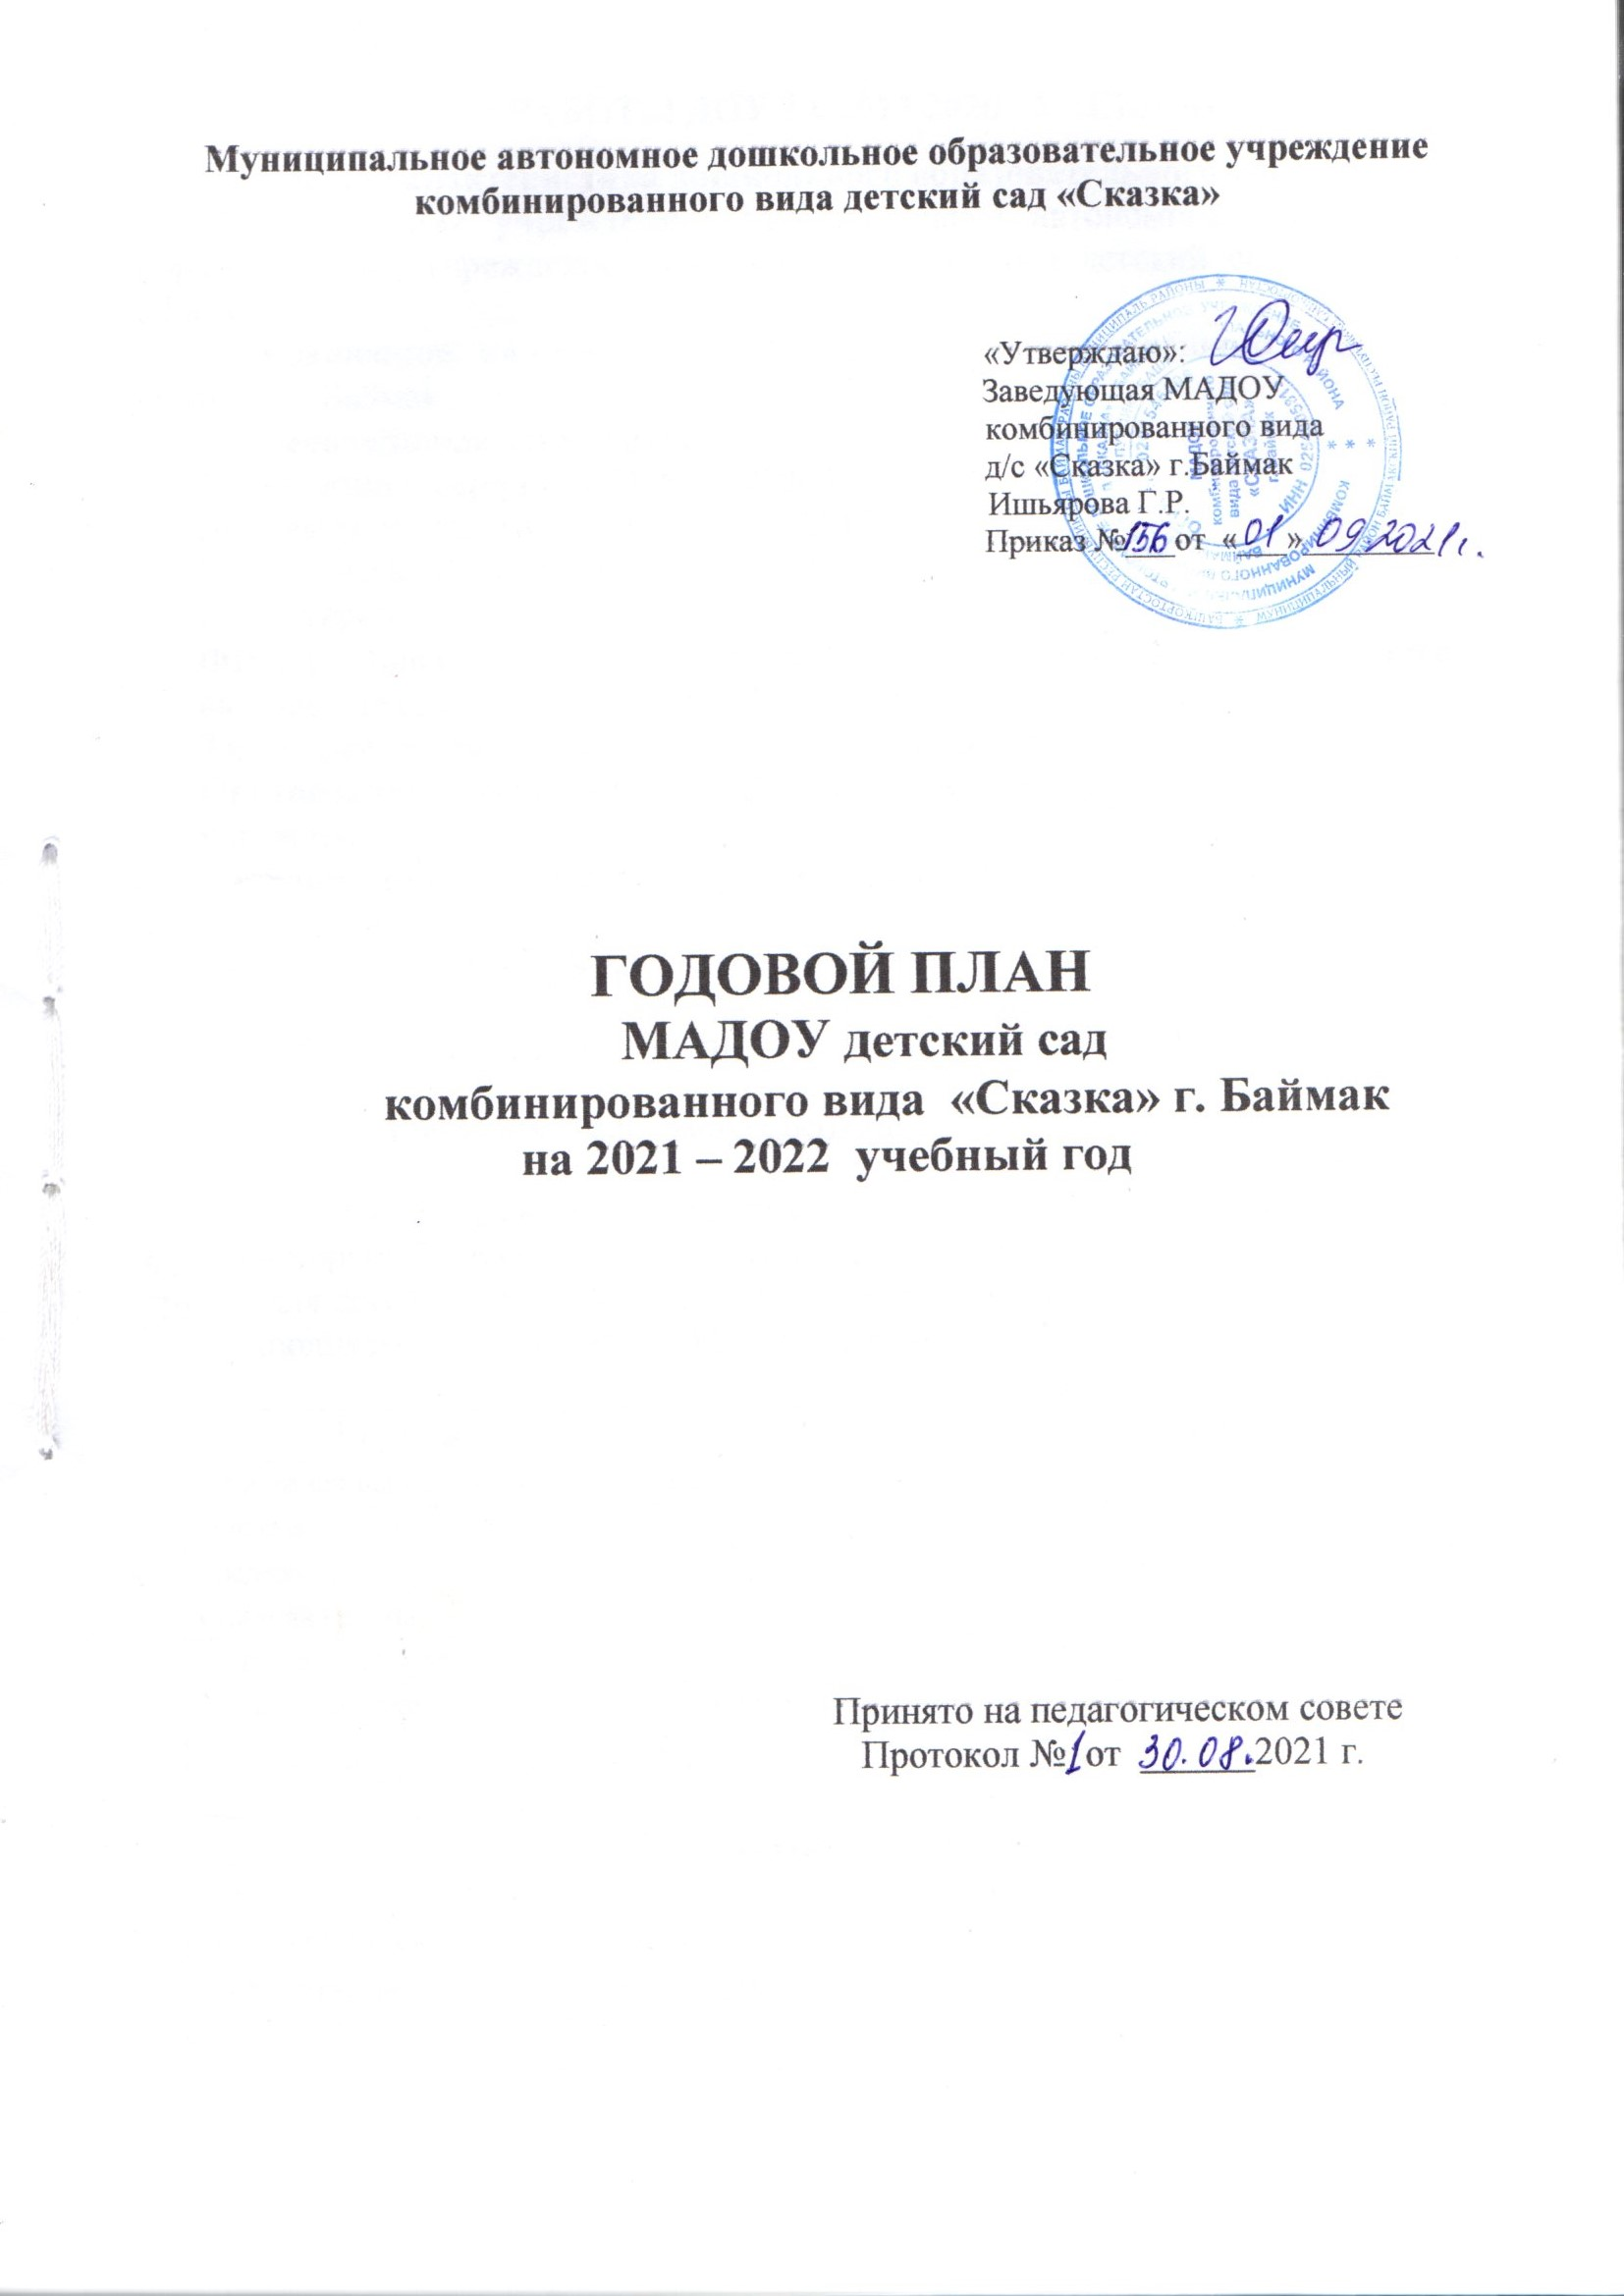 Муниципальное автономное дошкольное образовательное учреждение
комбинированного вида детский сад «Сказка»
«Утверждаю»:
Заведующая МАДОУ
комбинированного вида
д/с «Сказка» г.Баймак
Ишьярова Г.Р.
Приказ №156 от «01» 09 2021 г.
ГОДОВОЙ ПЛАН
МАДОУ детский сад
комбинированного вида «Сказка» г. Баймак
на 2021 – 2022 учебный год
Принято на педагогическом совете
Протокол №1 от 30.08.2021 г.